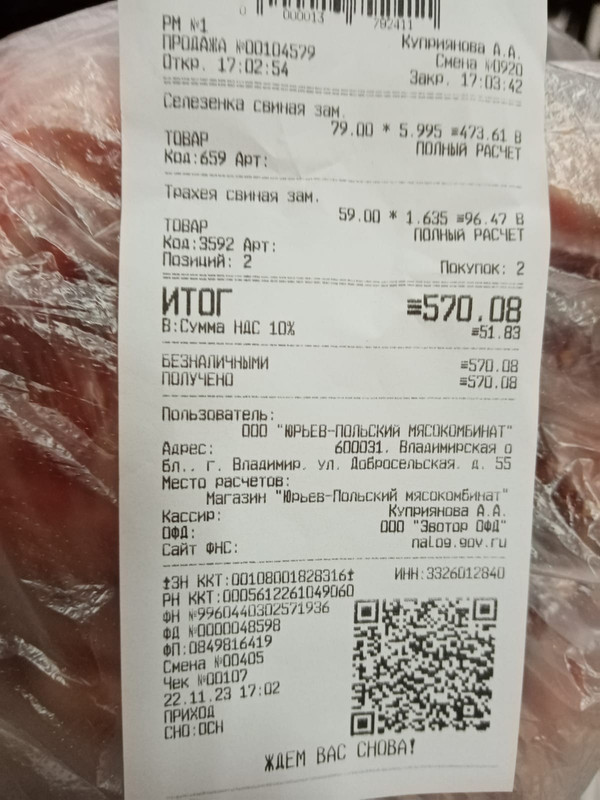 0 000013 792411
РМ №1
Куприянова А.А.
ПРОДАЖА №00104579
Смена №0920
Откр. 17:02:54
Закр. 17:03:42
Селезенка свиная зам.
79.00 * 5.995 ≡473.61 В
ТОВАР
ПОЛНЫЙ РАСЧЕТ
Код:659 Арт:
Трахея свиная зам.
59.00 * 1.635 ≡96.47 В
ТОВАР
ПОЛНЫЙ РАСЧЕТ
Код:3592 Арт:
Позиций: 2
Покупок: 2
ИТОГ ≡570.08
В:Сумма НДС 10% ≡51.83
БЕЗНАЛИЧНЫМИ ≡570.08
ПОЛУЧЕНО ≡570.08
Пользователь:
ООО "ЮРЬЕВ-ПОЛЬСКИЙ МЯСОКОМБИНАТ"
Адрес: 600031. Владимирская о
бл.. г. Владимир. ул. Добросельская. д. 55
Место расчетов:
Магазин "Юрьев-Польский мясокомбинат"
Кассир: Куприянова А.А.
ОФД: ООО "Эвотор ОФД"
Сайт ФНС: nalog.gov.ru
‡ЗН ККТ:00108001828316‡ ИНН:3326012840
РН ККТ:0005612261049060
ФН №9960440302571936
ФД №0000048598
ФП:0849816419
Смена №00405
Чек №00107
22.11.23 17:02
ПРИХОД
СНО:ОСН
ЖДЕМ ВАС СНОВА!